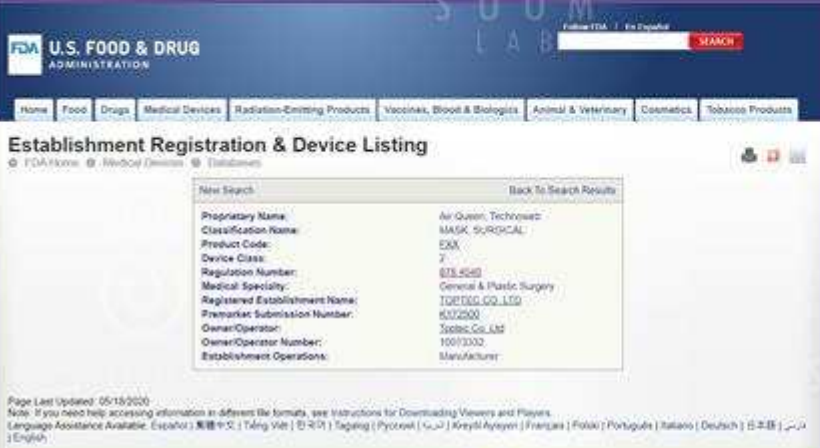 SOOM
LAB
Follow FDA | En Español
FDA U.S. FOOD & DRUG
ADMINISTRATION
SEARCH
Home Food Drugs Medical Devices Radiation-Emitting Products Vaccines, Blood & Biologics Animal & Veterinary Cosmetics Tobacco Products
Establishment Registration & Device Listing
FDA Home Medical Devices Databases
New Search Back To Search Results
Proprietary Name: Air Queen; Technoweb
Classification Name: MASK, SURGICAL
Product Code: FXX
Device Class: 2
Regulation Number: 878.4040
Medical Specialty: General & Plastic Surgery
Registered Establishment Name: TOPTEC CO., LTD
Premarket Submission Number: K172500
Owner/Operator: Toptec Co., Ltd
Owner/Operator Number:
Establishment Operations: Manufacturer
Page Last Updated: 05/18/2020
Note: If you need help accessing information in different file formats, see Instructions for Downloading Viewers and Players.
Language Assistance Available: Español | 繁體中文 | Tiếng Việt | 한국어 | Tagalog | Русский | العربية | Kreyòl Ayisyen | Français | Polski | Português | Italiano | Deutsch | 日本語 | فارسی
| English